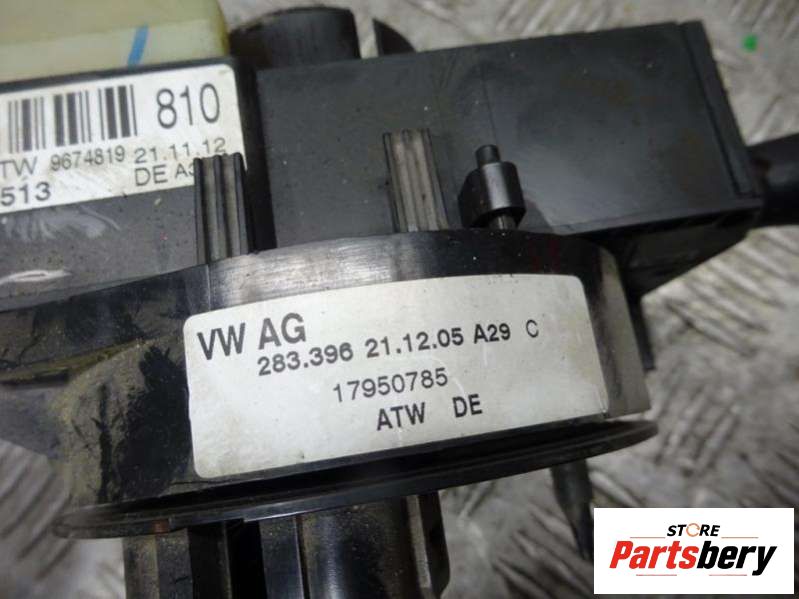 810
TW 9674819 21.11.12
513 DE A3
VW AG
283.396 21.12.05 A29 C
17950785
ATW DE
STORE
Partsbery